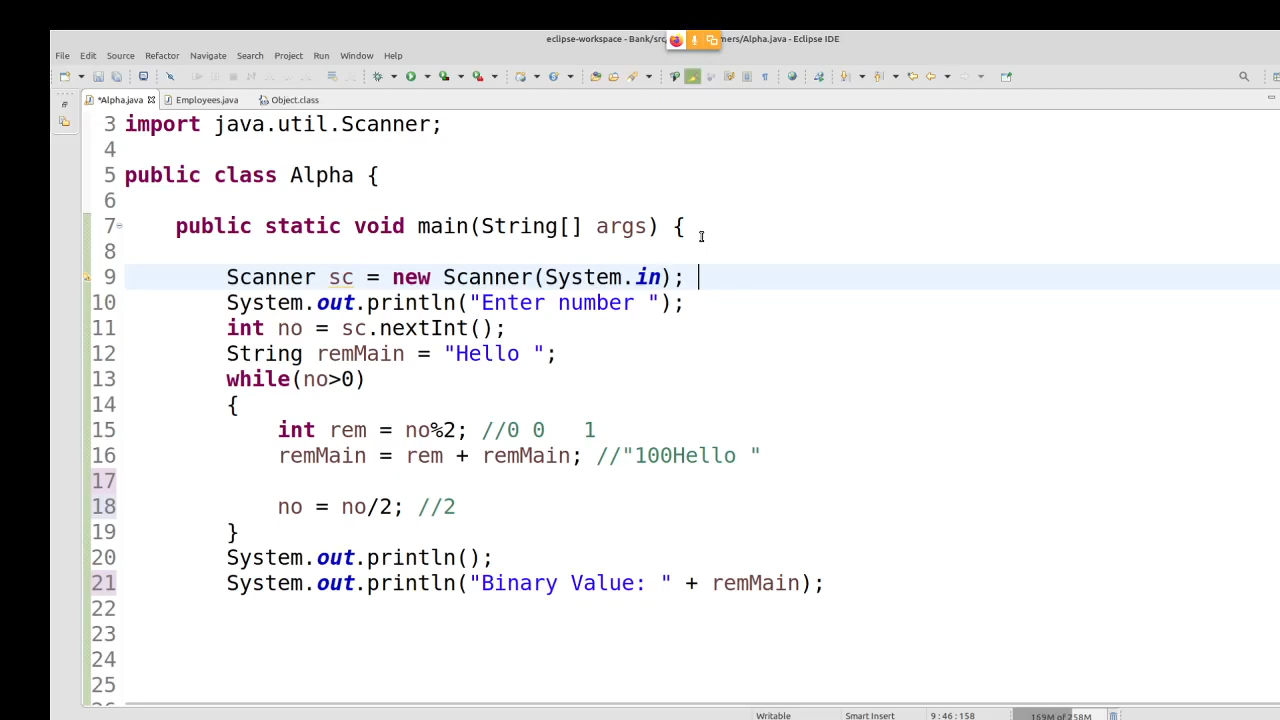 eclipse-workspace - Bank/src mers/Alpha.java - Eclipse IDE
File Edit Source Refactor Navigate Search Project Run Window Help
*Alpha.java Employees.java Object.class
3 import java.util.Scanner;
4
5 public class Alpha {
6
7     public static void main(String[] args) {
8
9         Scanner sc = new Scanner(System.in);
10         System.out.println("Enter number ");
11         int no = sc.nextInt();
12         String remMain = "Hello ";
13         while(no>0)
14         {
15             int rem = no%2; //0 0   1
16             remMain = rem + remMain; //"100Hello "
17
18             no = no/2; //2
19         }
20         System.out.println();
21         System.out.println("Binary Value: " + remMain);
22
23
24
25
Writable Smart Insert 9 : 46 : 158 169M of 258M